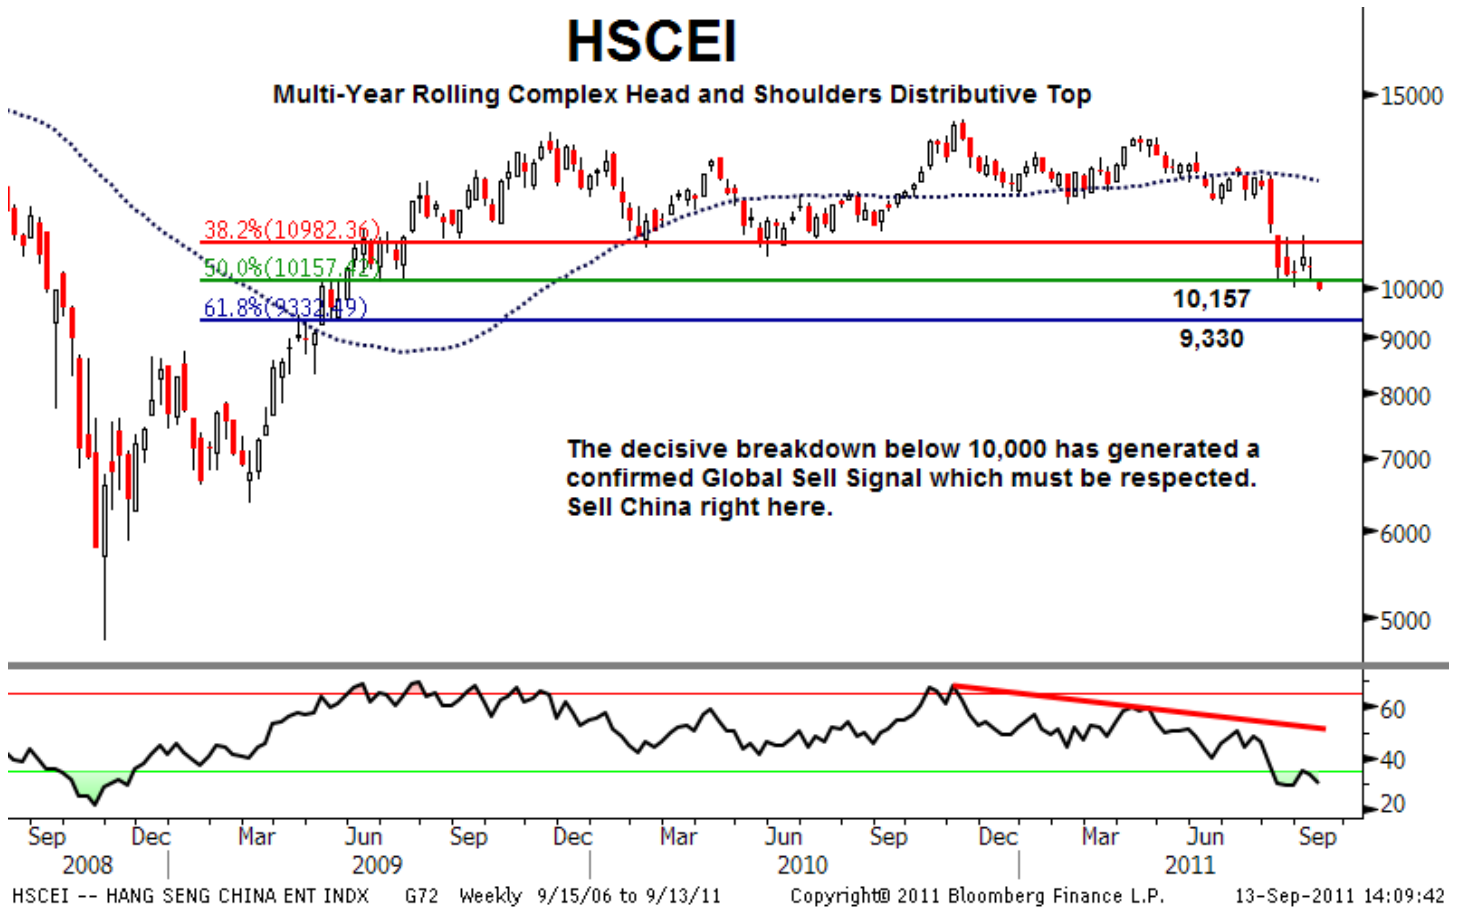 HSCEI
Multi-Year Rolling Complex Head and Shoulders Distributive Top
15000
38.2%(10982.36)
50.0%(10157.42)
10,157
10000
61.8%(9332.49)
9,330
9000
8000
The decisive breakdown below 10,000 has generated a
confirmed Global Sell Signal which must be respected.
Sell China right here.
7000
6000
5000
60
40
20
Sep Dec Mar Jun Sep Dec Mar Jun Sep Dec Mar Jun Sep
2008 2009 2010 2011
HSCEI -- HANG SENG CHINA ENT INDX G72 Weekly 9/15/06 to 9/13/11 Copyright© 2011 Bloomberg Finance L.P. 13-Sep-2011 14:09:42